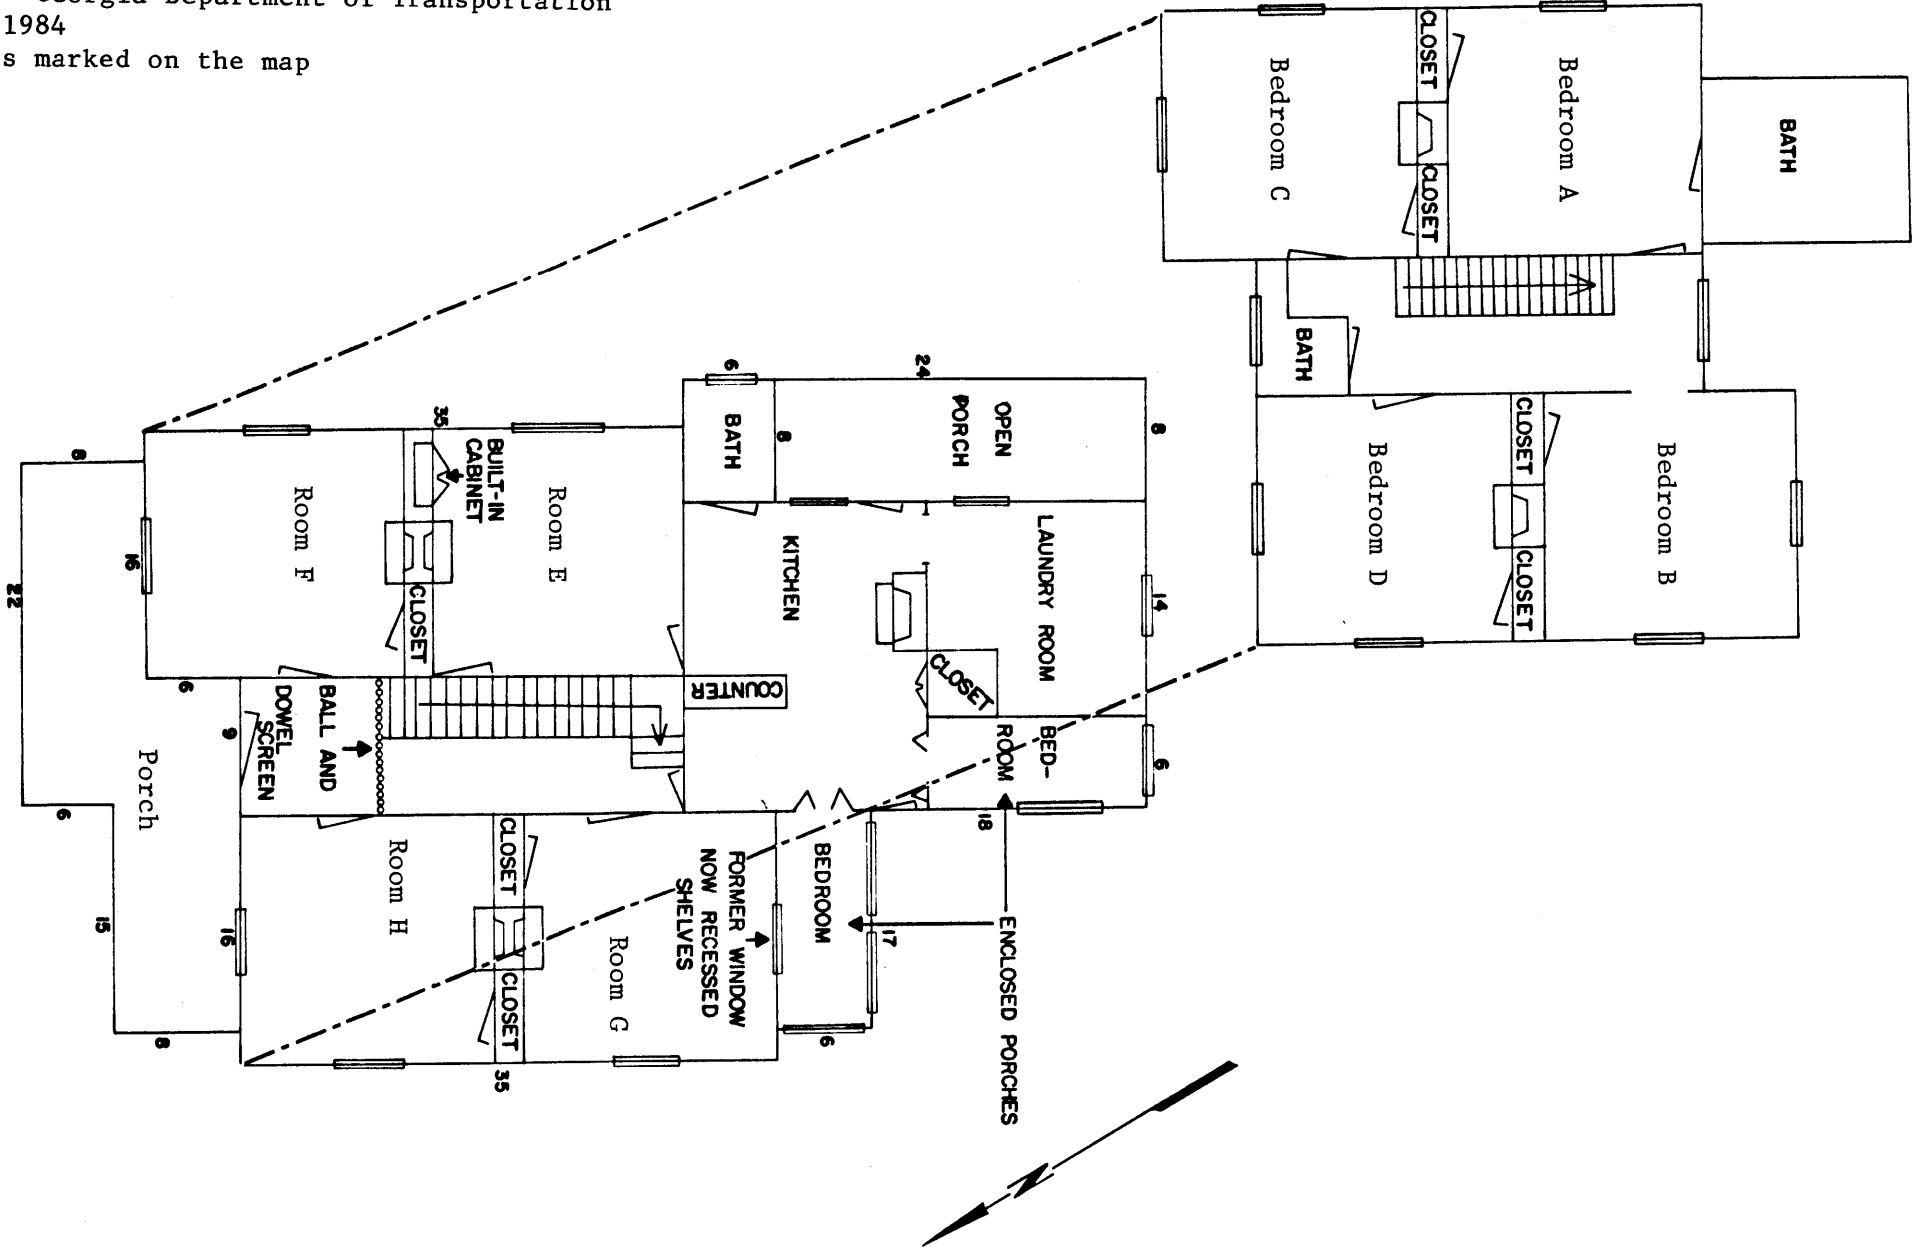 Georgia Department of Transportation
1984
s marked on the map
CLOSET
Bedroom C
Bedroom A
BATH
CLOSET
BATH
CLOSET
Bedroom D
Bedroom B
CLOSET
6
24
8
BATH
8
OPEN
PORCH
35
BUILT-IN
CABINET
8
Room F
Room E
16
22
CLOSET
KITCHEN
LAUNDRY ROOM
14
CLOSET
COUNTER
6
9
BALL AND
DOWEL
SCREEN
BED-
ROOM
6
18
Porch
6
15
16
8
CLOSET
Room H
CLOSET
Room G
35
FORMER WINDOW
NOW RECESSED
SHELVES
BEDROOM
17
6
ENCLOSED PORCHES
N